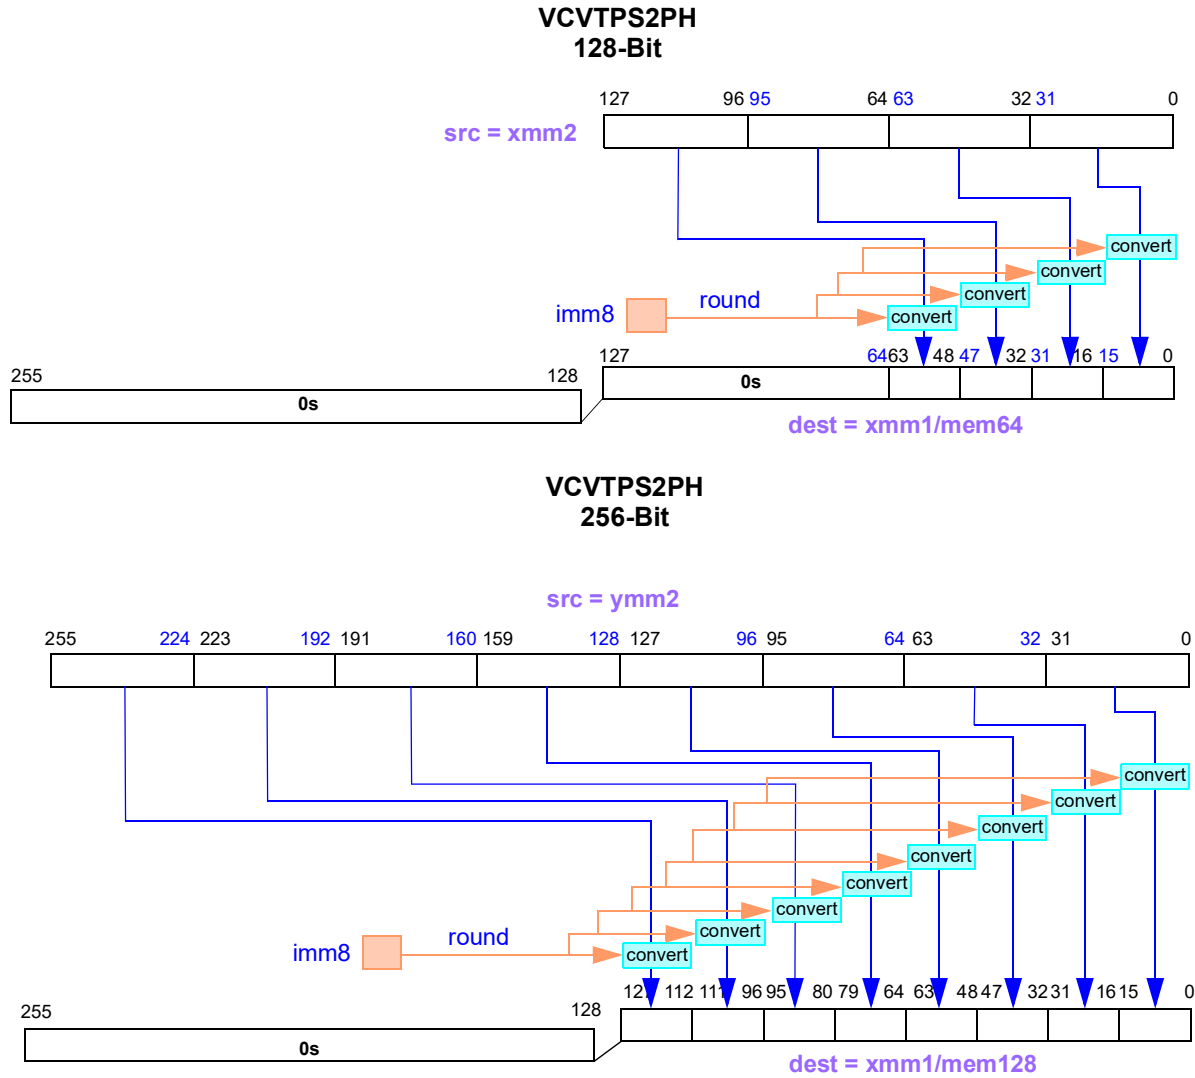 VCVTPS2PH
128-Bit
127 96 95 64 63 32 31 0
src = xmm2
convert
convert
convert
imm8 round convert
127 64 63 48 47 32 31 16 15 0
255 128
0s
0s
dest = xmm1/mem64
VCVTPS2PH
256-Bit
src = ymm2
255 224 223 192 191 160 159 128 127 96 95 64 63 32 31 0
convert
convert
convert
convert
convert
convert
convert
imm8 round convert
127 112 111 96 95 80 79 64 63 48 47 32 31 16 15 0
255 128
0s
dest = xmm1/mem128